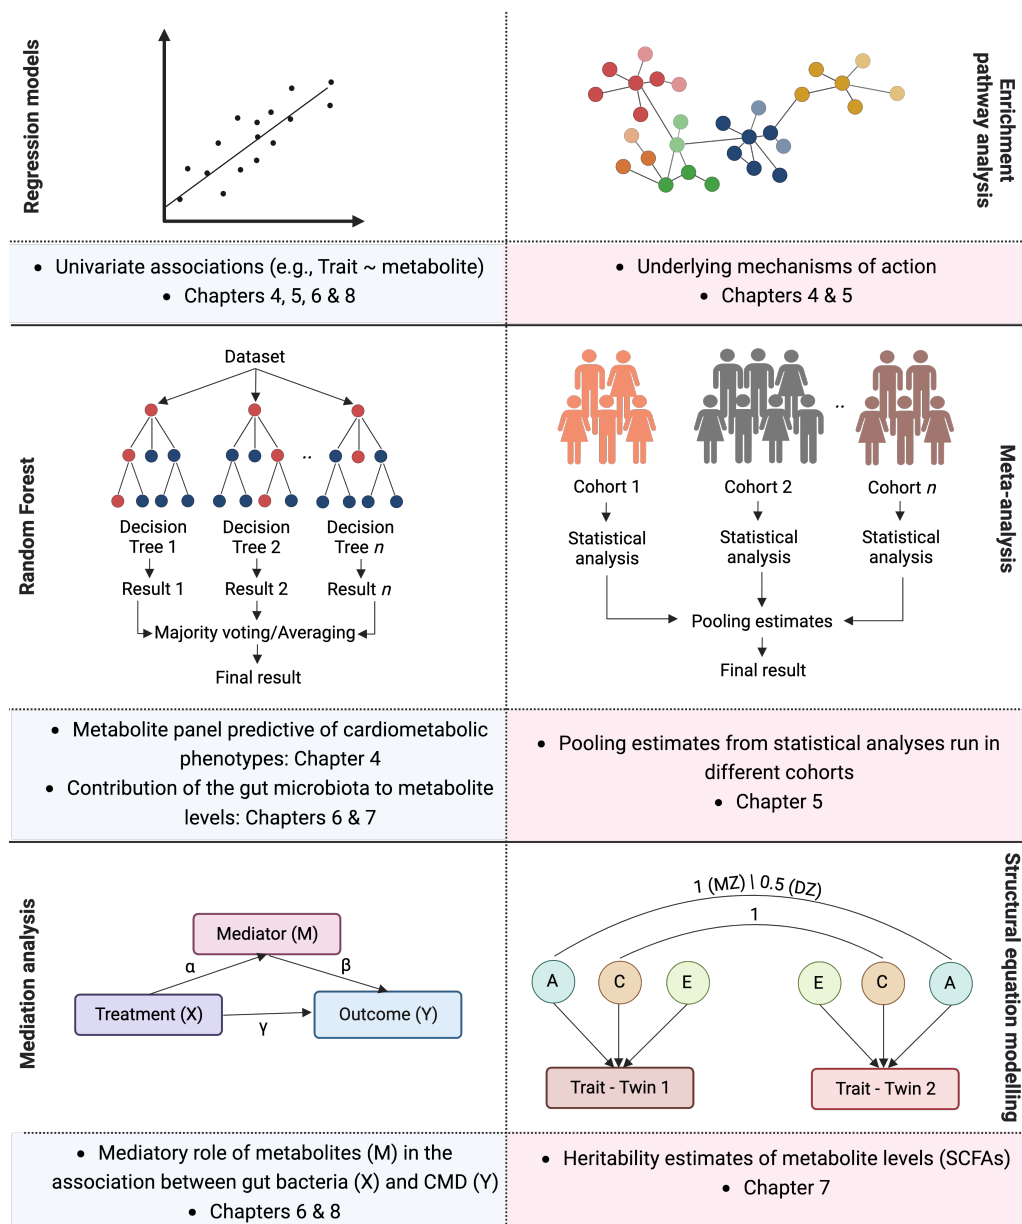 Regression models
• Univariate associations (e.g., Trait ~ metabolite)
• Chapters 4, 5, 6 & 8
Enrichment
pathway analysis
• Underlying mechanisms of action
• Chapters 4 & 5
Random Forest
Dataset
..
Decision Decision Decision
Tree 1 Tree 2 Tree n
Result 1 Result 2 Result n
Majority voting/Averaging
Final result
• Metabolite panel predictive of cardiometabolic
phenotypes: Chapter 4
• Contribution of the gut microbiota to metabolite
levels: Chapters 6 & 7
Meta-analysis
..
Cohort 1 Cohort 2 Cohort n
Statistical Statistical Statistical
analysis analysis analysis
Pooling estimates
Final result
• Pooling estimates from statistical analyses run in
different cohorts
• Chapter 5
Mediation analysis
Mediator (M)
α β
Treatment (X) Outcome (Y)
γ
• Mediatory role of metabolites (M) in the
association between gut bacteria (X) and CMD (Y)
• Chapters 6 & 8
Structural equation modelling
1 (MZ) \ 0.5 (DZ)
1
A C E E C A
Trait - Twin 1 Trait - Twin 2
• Heritability estimates of metabolite levels (SCFAs)
• Chapter 7